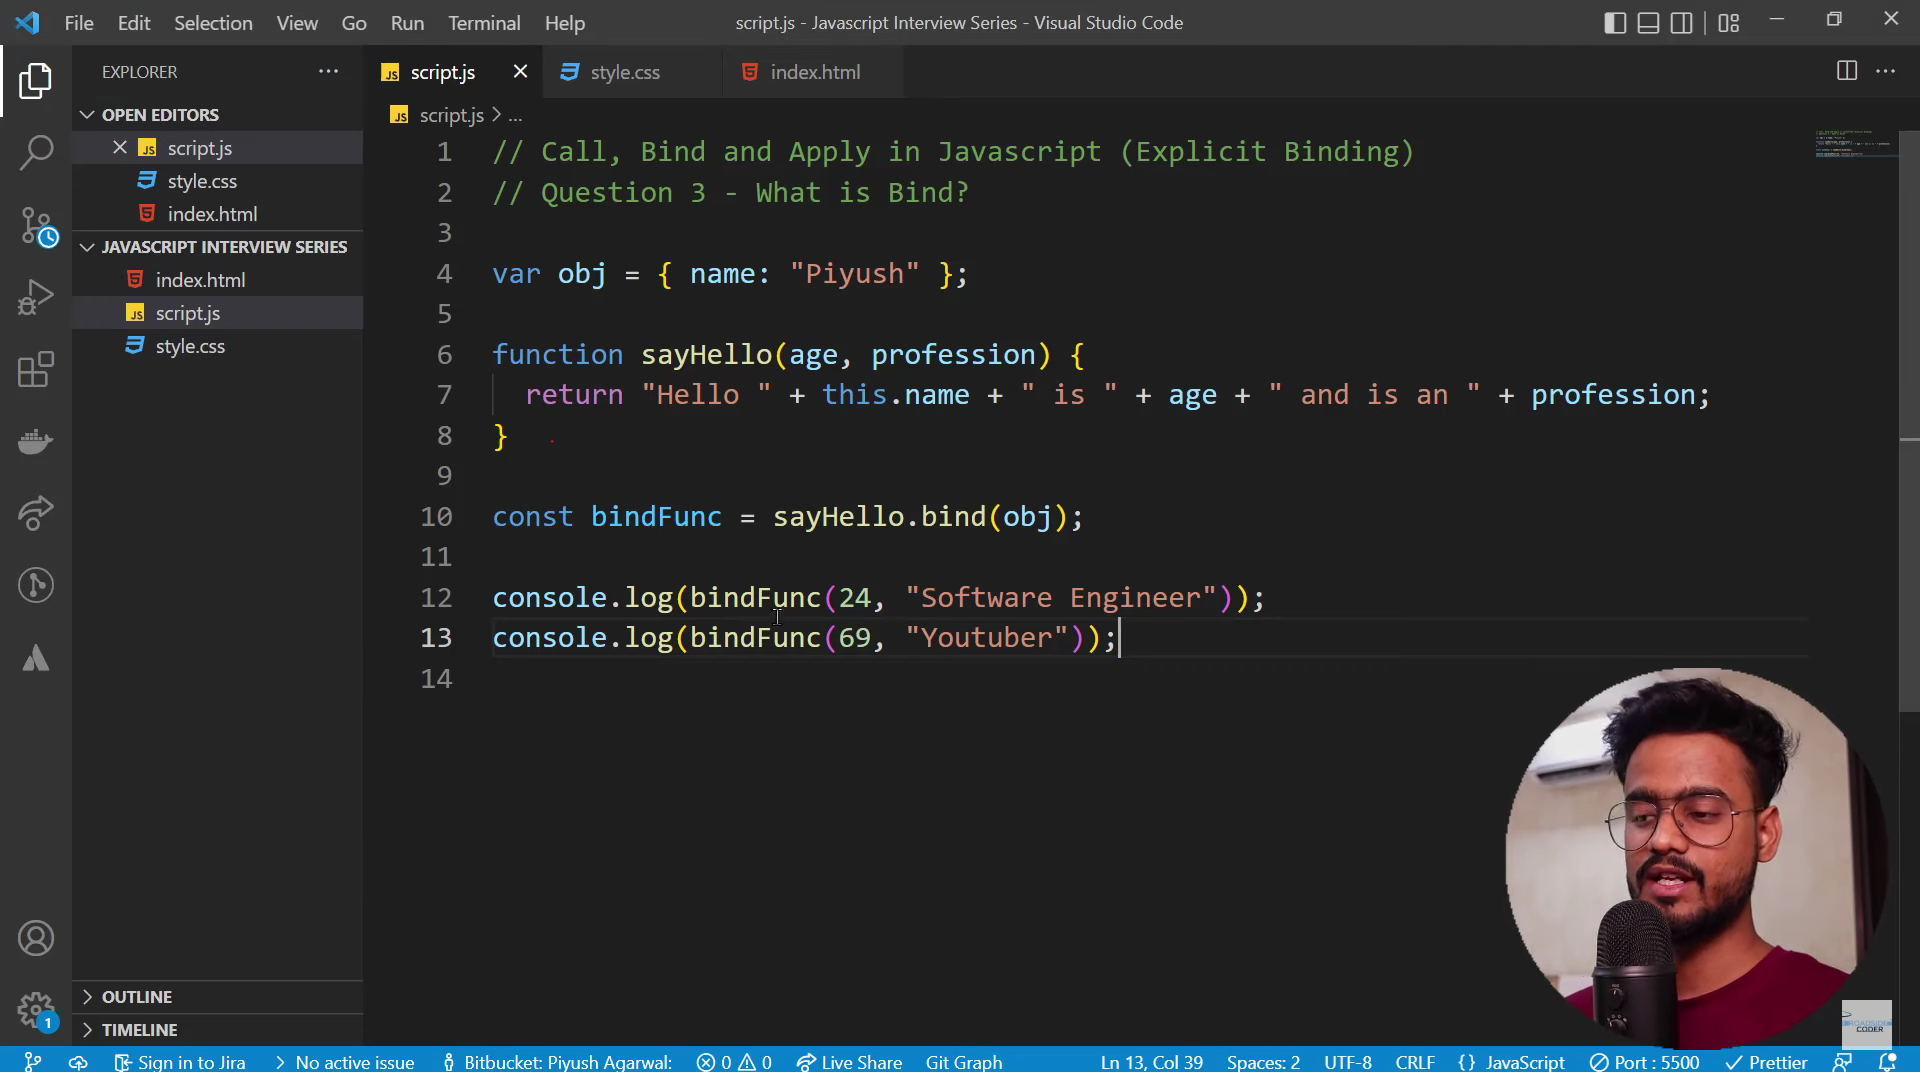 File Edit Selection View Go Run Terminal Help
script.js - Javascript Interview Series - Visual Studio Code
EXPLORER
OPEN EDITORS
script.js
style.css
index.html
JAVASCRIPT INTERVIEW SERIES
index.html
script.js
style.css
OUTLINE
TIMELINE
script.js style.css index.html
script.js > ...
1 // Call, Bind and Apply in Javascript (Explicit Binding)
2 // Question 3 - What is Bind?
3
4 var obj = { name: "Piyush" };
5
6 function sayHello(age, profession) {
7 return "Hello " + this.name + " is " + age + " and is an " + profession;
8 }
9
10 const bindFunc = sayHello.bind(obj);
11
12 console.log(bindFunc(24, "Software Engineer"));
13 console.log(bindFunc(69, "Youtuber"));
14
ROADSIDE
CODER
1
Sign in to Jira No active issue Bitbucket: Piyush Agarwal: 0 0 Live Share Git Graph Ln 13, Col 39 Spaces: 2 UTF-8 CRLF {} JavaScript Port : 5500 Prettier